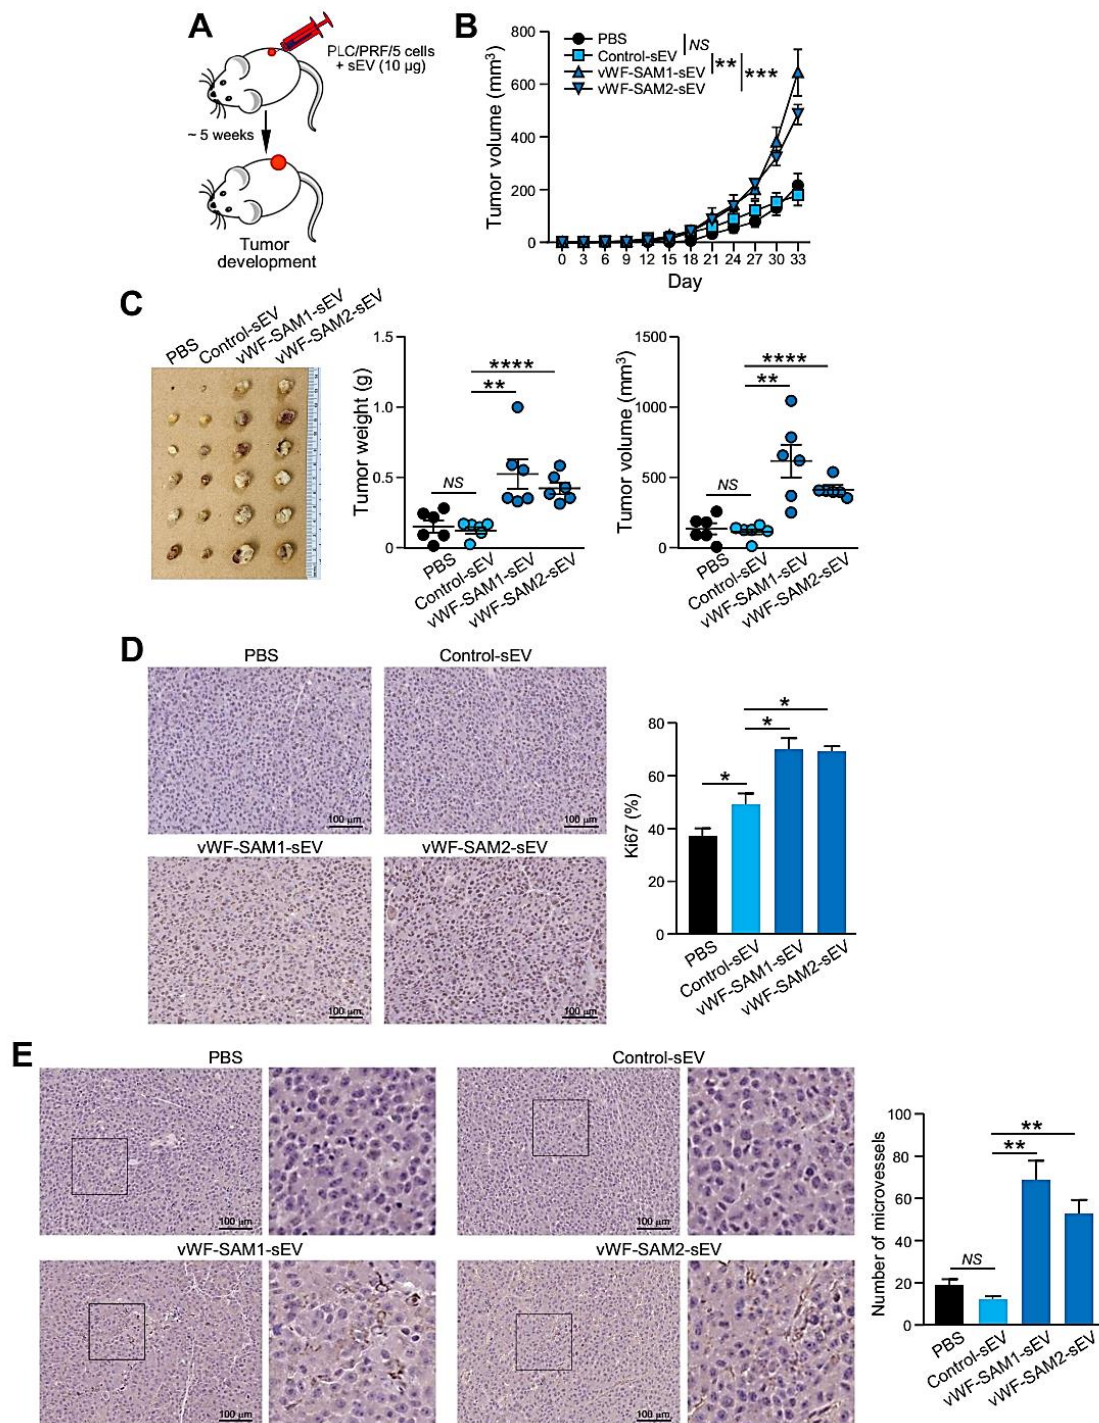 A
PLC/PRF/5 cells
+ sEV (10 µg)
~ 5 weeks
Tumor
development
B
Tumor volume (mm³)
800
600
400
200
0
PBS
Control-sEV
vWF-SAM1-sEV
vWF-SAM2-sEV
NS
**
***
0 3 6 9 12 15 18 21 24 27 30 33
Day
C
PBS
Control-sEV
vWF-SAM1-sEV
vWF-SAM2-sEV
Tumor weight (g)
1.5
1.0
0.5
0
****
**
NS
PBS
Control-sEV
vWF-SAM1-sEV
vWF-SAM2-sEV
Tumor volume (mm³)
1500
1000
500
0
****
**
NS
PBS
Control-sEV
vWF-SAM1-sEV
vWF-SAM2-sEV
D
PBS
100 µm
Control-sEV
100 µm
vWF-SAM1-sEV
100 µm
vWF-SAM2-sEV
100 µm
Ki67 (%)
80
60
40
20
0
*
*
*
PBS
Control-sEV
vWF-SAM1-sEV
vWF-SAM2-sEV
E
PBS
100 µm
Control-sEV
100 µm
vWF-SAM1-sEV
100 µm
vWF-SAM2-sEV
100 µm
Number of microvessels
100
80
60
40
20
0
**
**
NS
PBS
Control-sEV
vWF-SAM1-sEV
vWF-SAM2-sEV